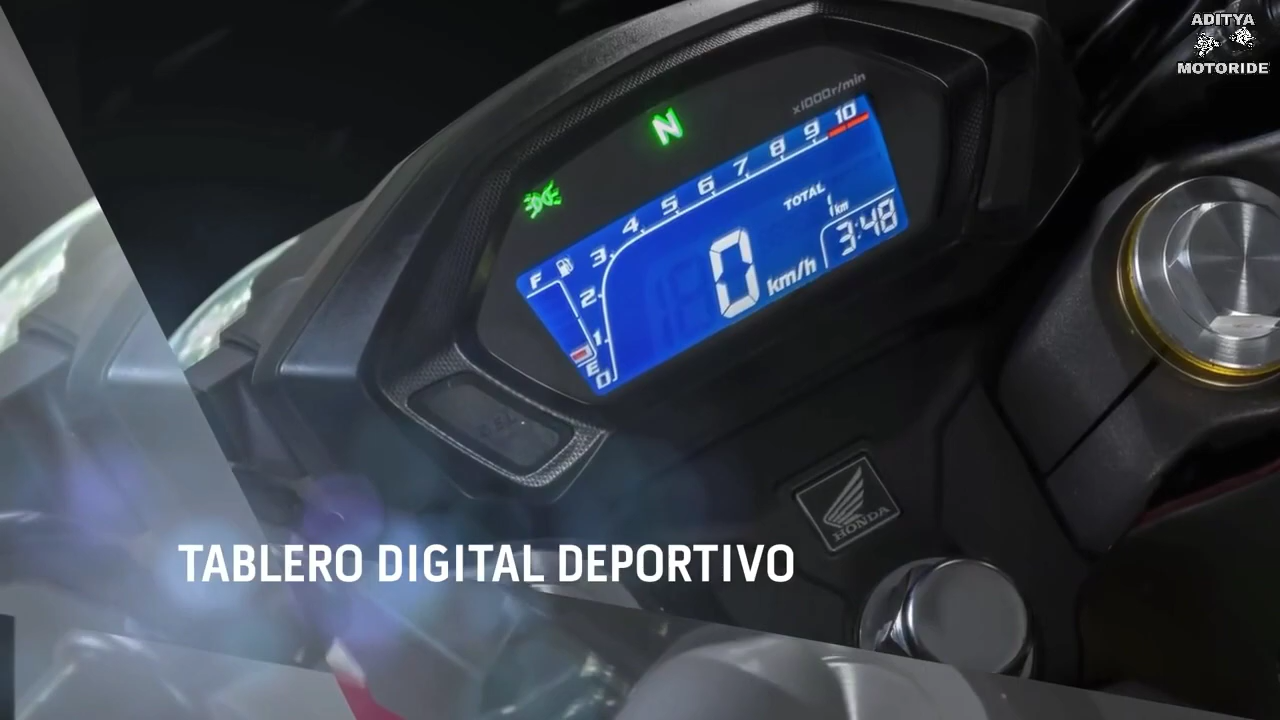 ADITYA
MOTORIDE
x1000r/min
N
0 1 2 3 4 5 6 7 8 9 10
F
E
TOTAL
1 km
0 km/h
3:48
HONDA
TABLERO DIGITAL DEPORTIVO